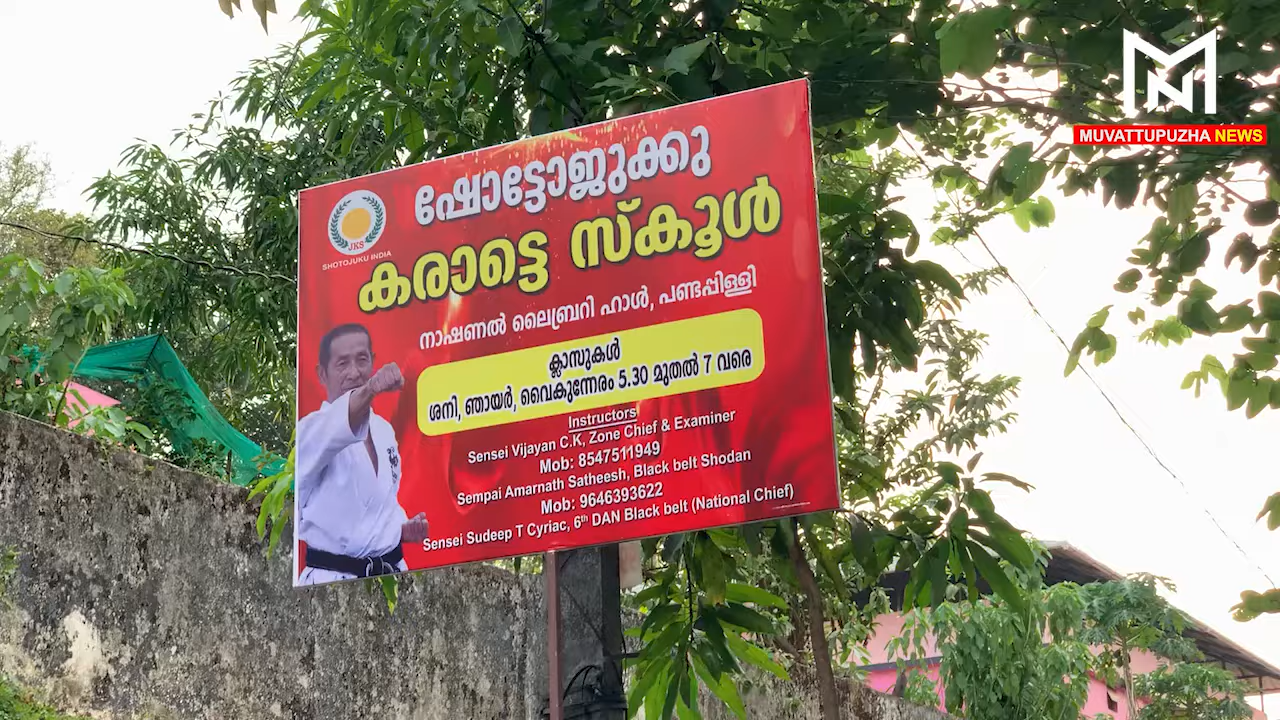 MN
MUVATTUPUZHA NEWS
JKS
SHOTOJUKU INDIA
ഷോട്ടോജുക്കു
കരാട്ടെ സ്കൂൾ
നാഷണൽ ലൈബ്രറി ഹാൾ, പണ്ടപ്പിള്ളി
ക്ലാസുകൾ
ശനി, ഞായർ, വൈകുന്നേരം 5.30 മുതൽ 7 വരെ
Instructors
Sensei Vijayan C.K, Zone Chief & Examiner
Mob: 8547511949
Sempai Amarnath Satheesh, Black belt Shodan
Mob: 9646393622
Sensei Sudeep T Cyriac, 6th DAN Black belt (National Chief)